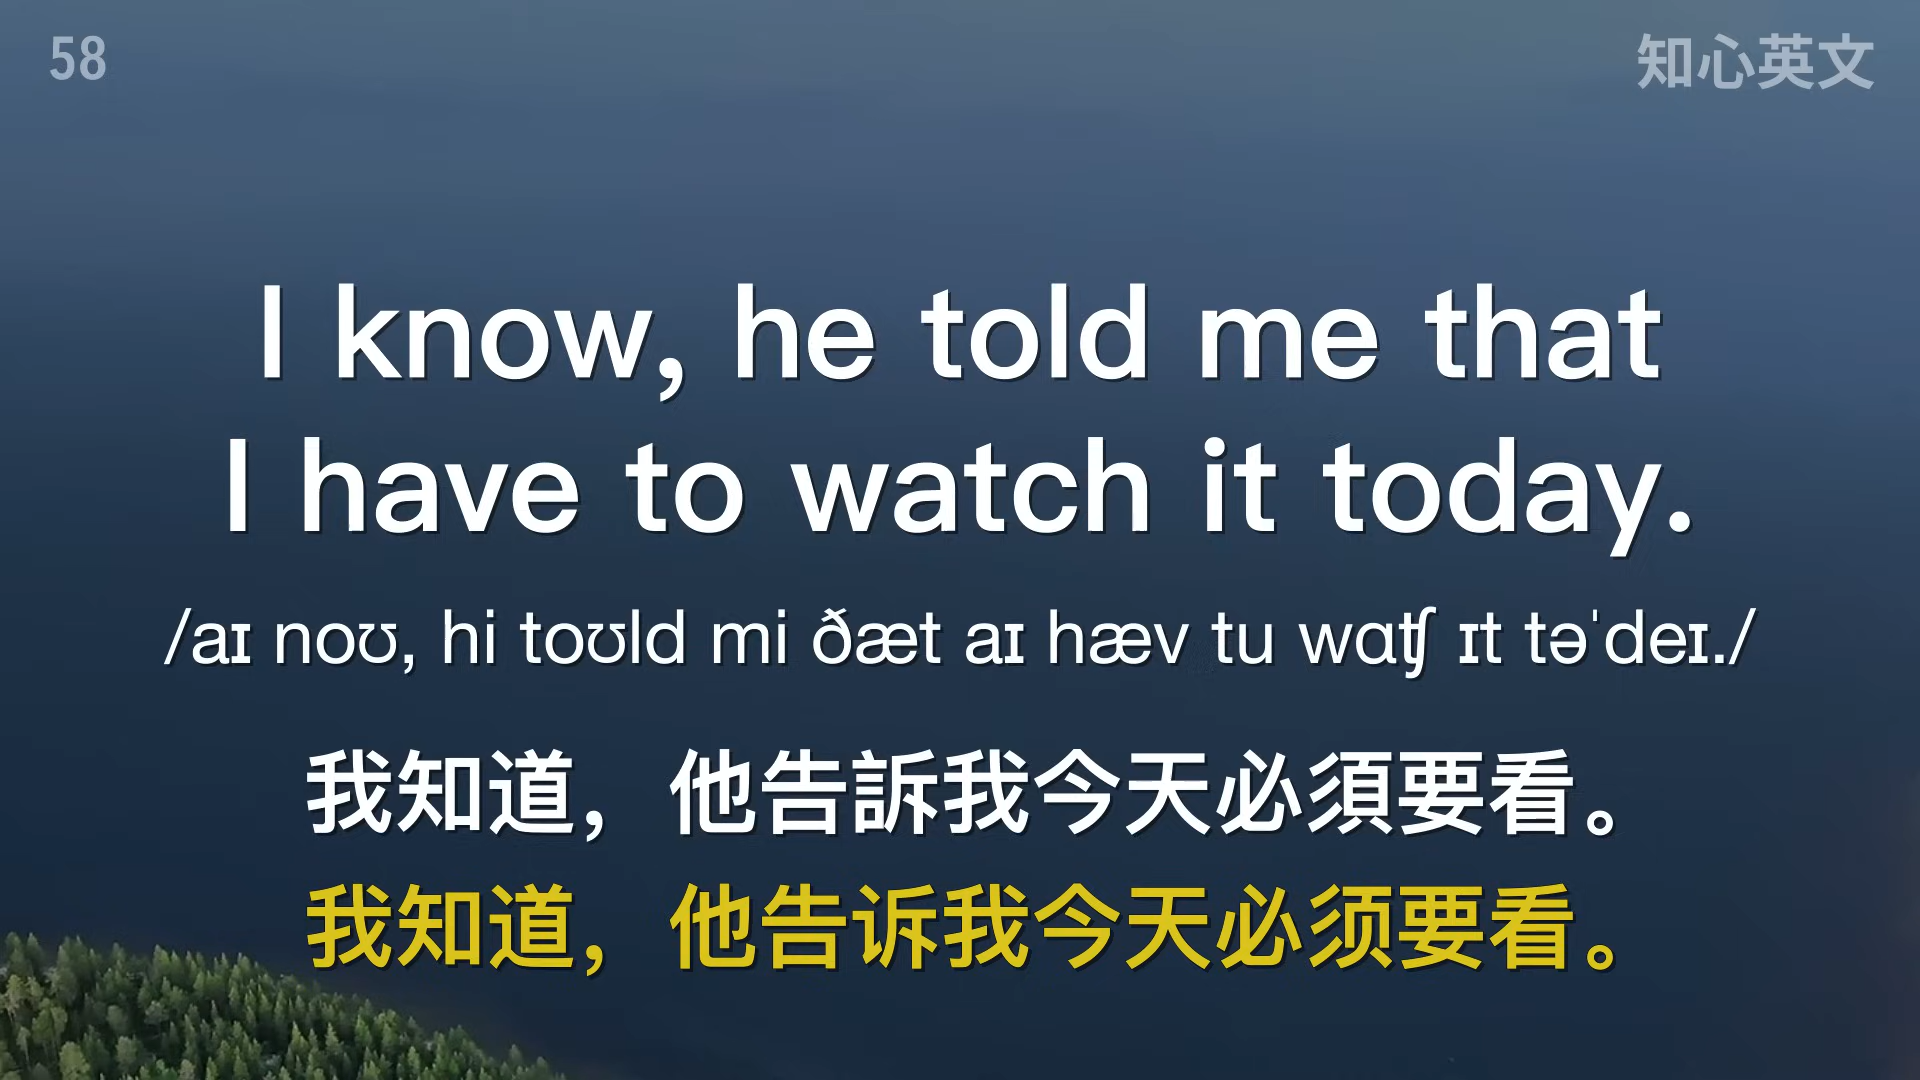 58
知心英文
I know, he told me that
I have to watch it today.
/aɪ noʊ, hi toʊld mi ðæt aɪ hæv tu wɑʧ ɪt təˈdeɪ./
我知道，他告訴我今天必須要看。
我知道，他告诉我今天必须要看。